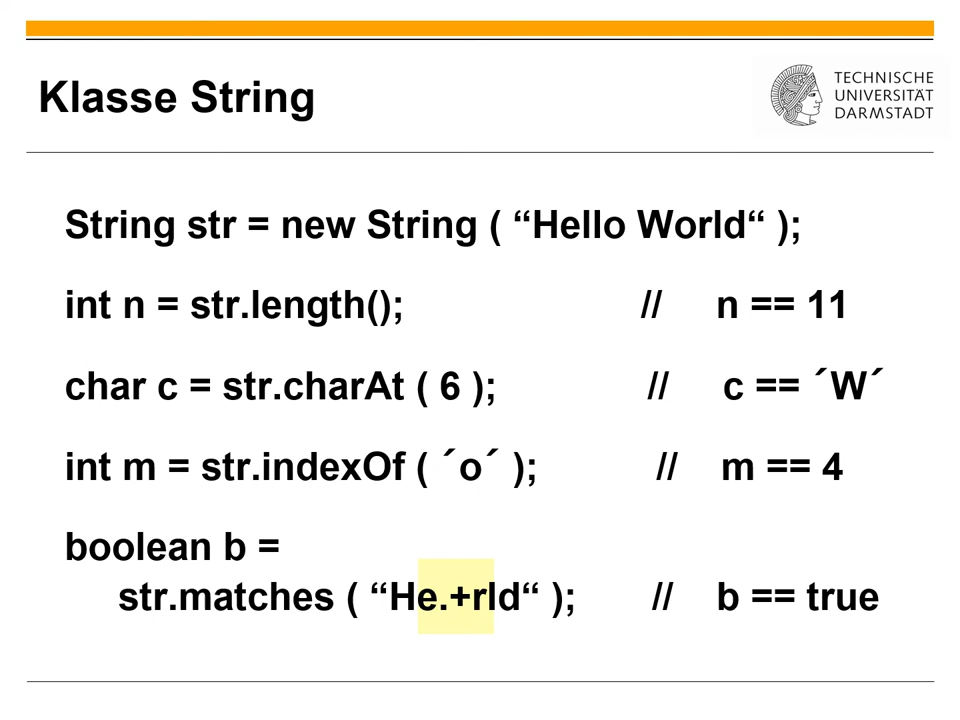 Klasse String
TECHNISCHE
UNIVERSITÄT
DARMSTADT
String str = new String ( “Hello World“ );
int n = str.length(); // n == 11
char c = str.charAt ( 6 ); // c == ´W´
int m = str.indexOf ( ´o´ ); // m == 4
boolean b =
str.matches ( “He.+rld“ ); // b == true